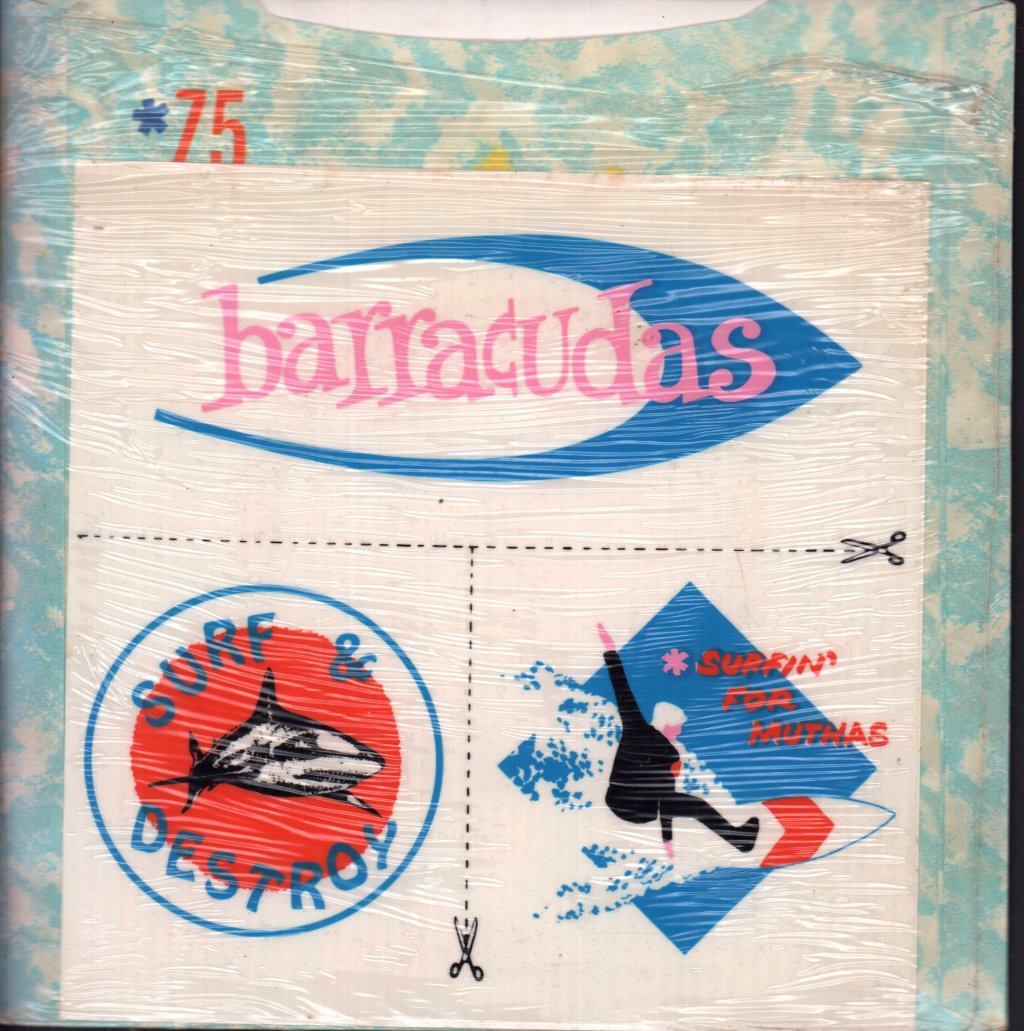 *75
barracudas
SURF &
DESTROY
* SURFIN'
FOR
MUTHAS